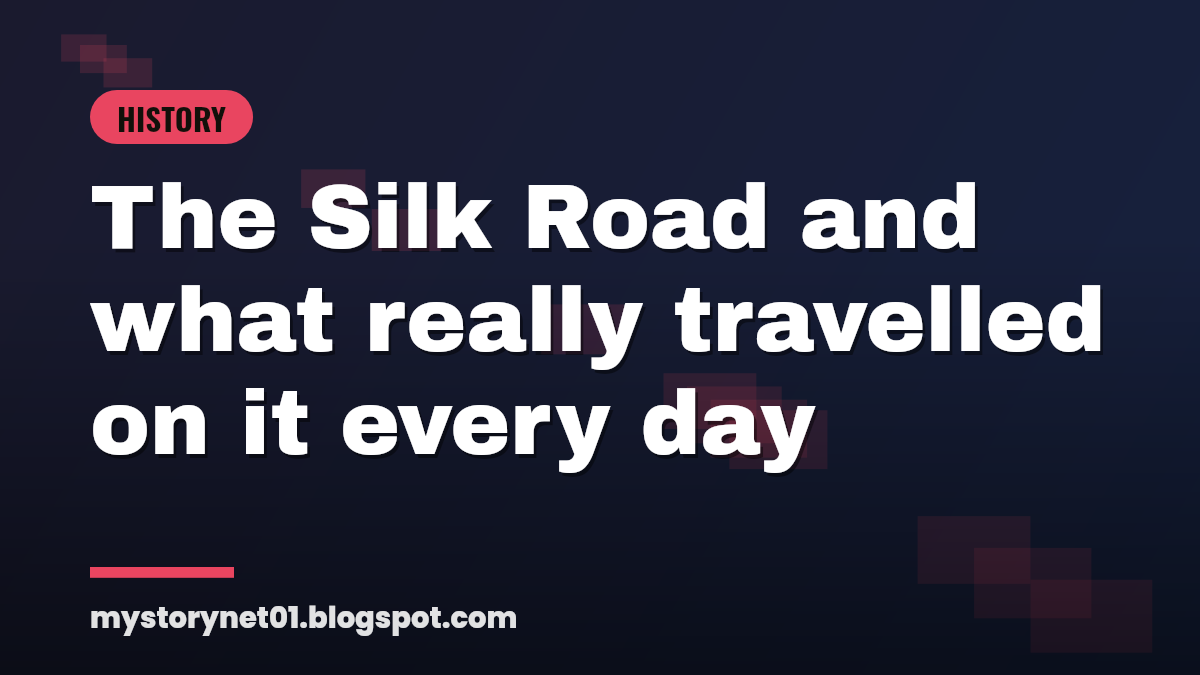 HISTORY
The Silk Road and
what really travelled
on it every day
mystorynet01.blogspot.com